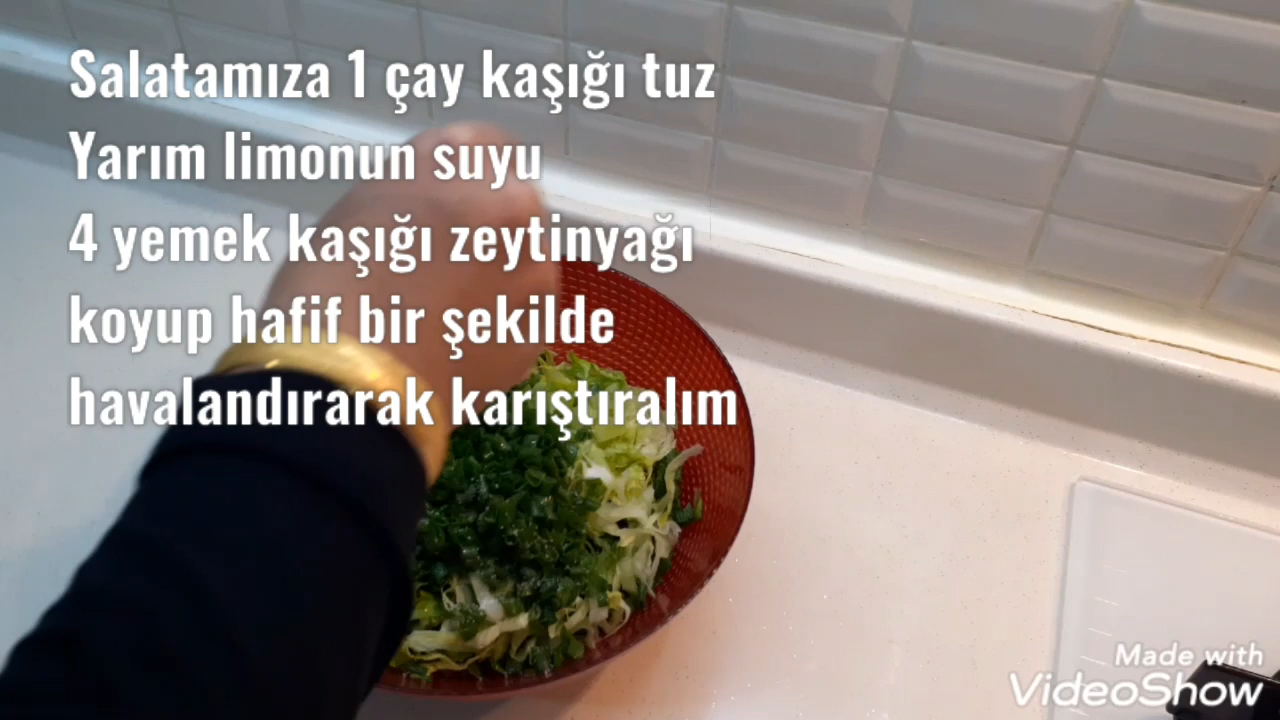 Salatamıza 1 çay kaşığı tuz
Yarım limonun suyu
4 yemek kaşığı zeytinyağı
koyup hafif bir şekilde
havalandırarak karıştıralım
Made with
VideoShow